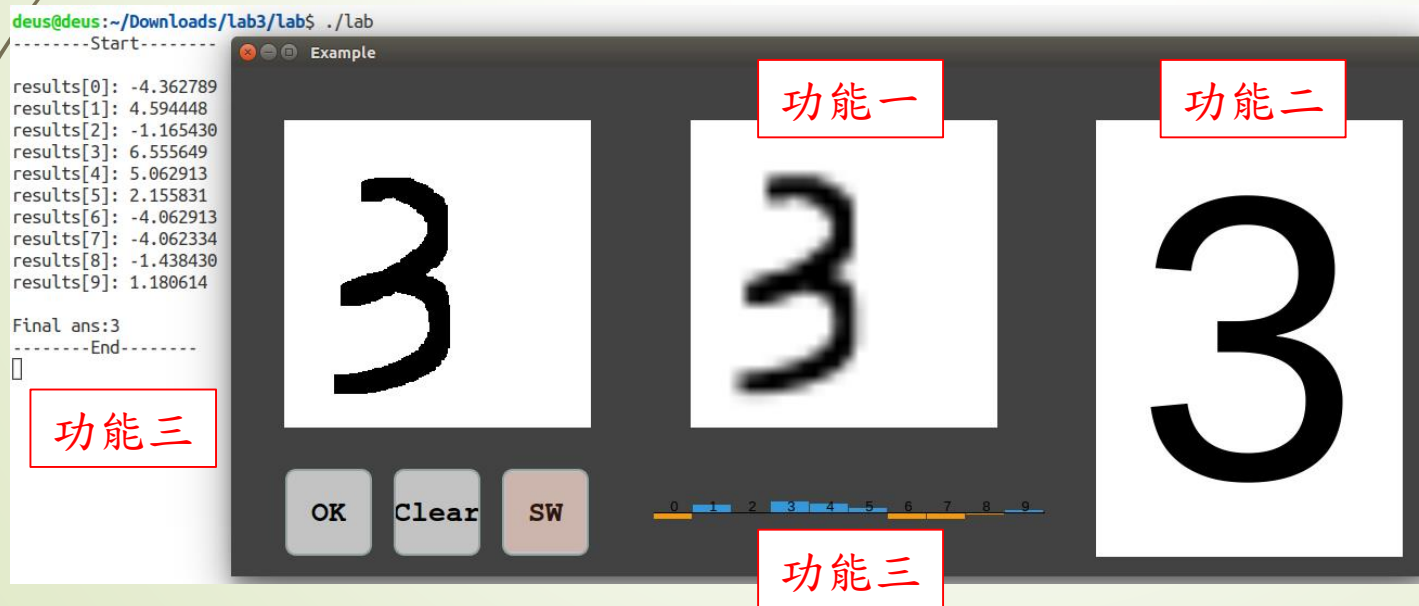 deus@deus:~/Downloads/lab3/lab$ ./lab
--------Start--------
results[0]: -4.362789
results[1]: 4.594448
results[2]: -1.165430
results[3]: 6.555649
results[4]: 5.062913
results[5]: 2.155831
results[6]: -4.062913
results[7]: -4.062334
results[8]: -1.438430
results[9]: 1.180614
Final ans:3
--------End--------
功能三
Example
功能一
功能二
3
3
3
OK Clear SW
0 1 2 3 4 5 6 7 8 9
功能三